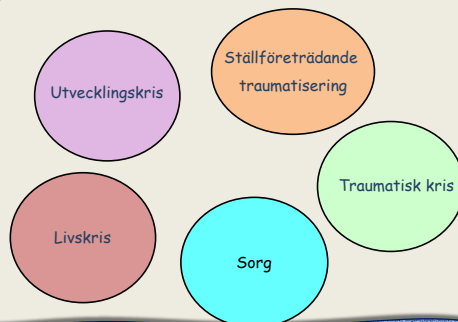 Ställföreträdande
traumatisering
Utvecklingskris
Traumatisk kris
Livskris
Sorg